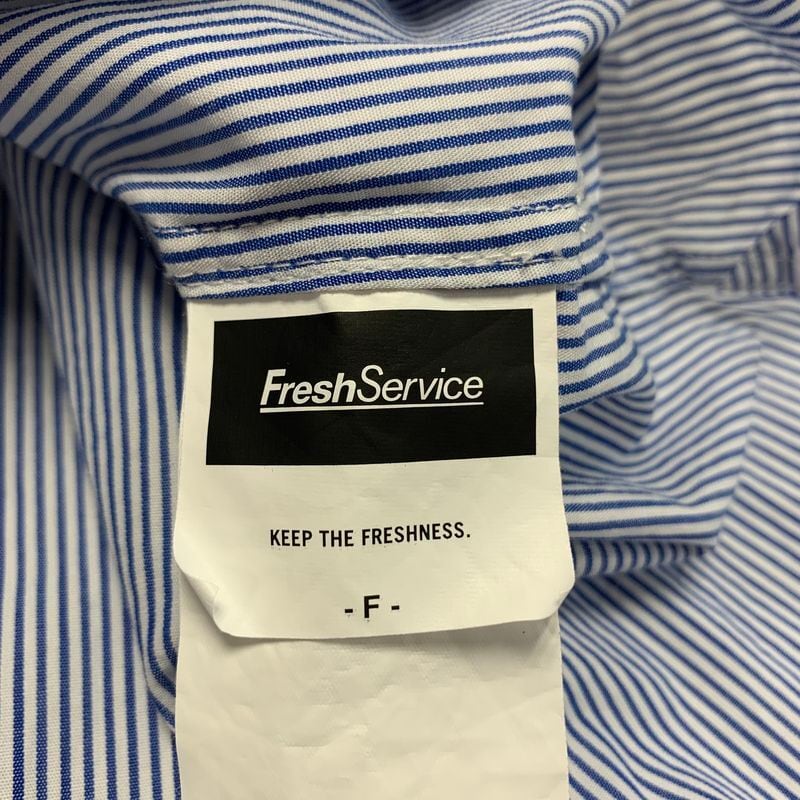 FreshService
KEEP THE FRESHNESS.
- F -